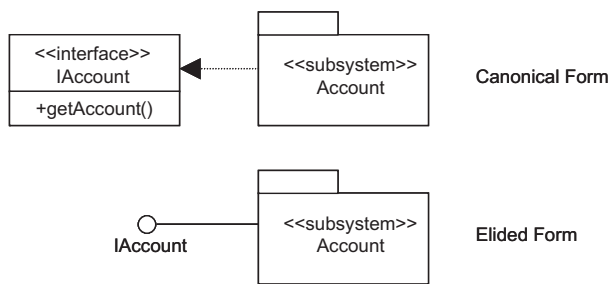 <<interface>>
IAccount
+getAccount()
<<subsystem>>
Account
Canonical Form
IAccount
<<subsystem>>
Account
Elided Form